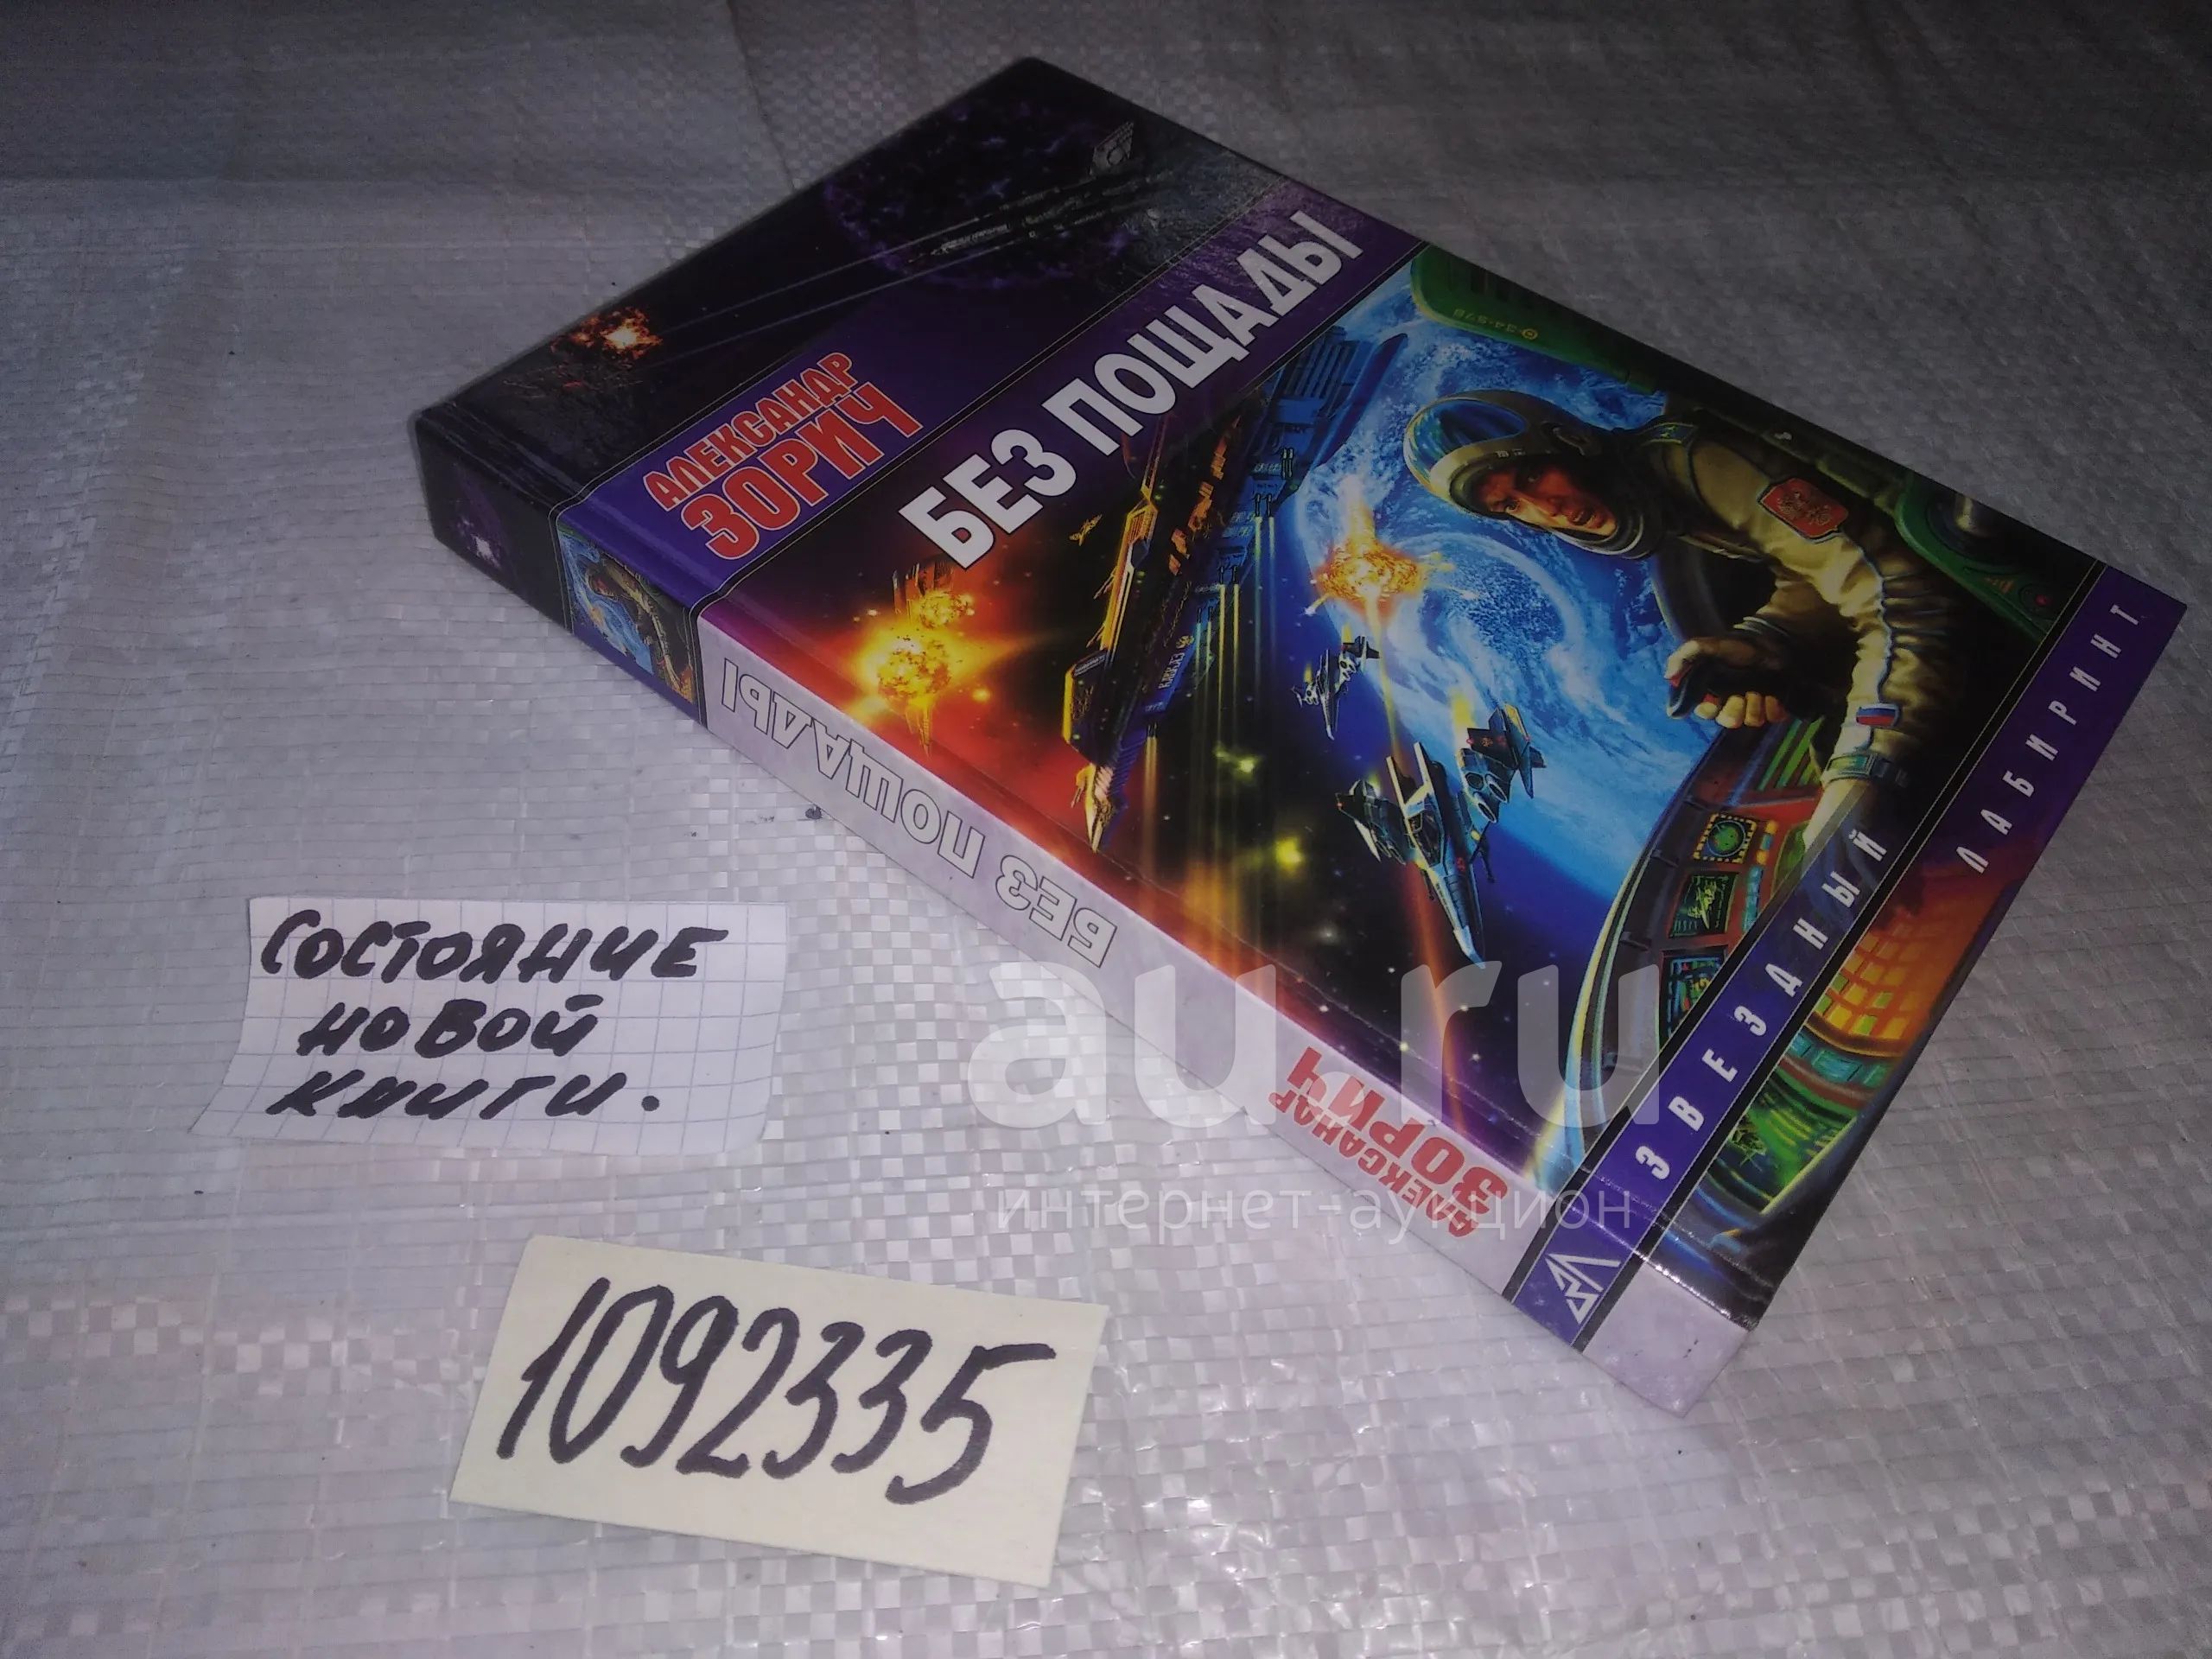 АЛЕКСАНДР
ЗОРИЧ
БЕЗ ПОЩАДЫ
ЗВЕЗДНЫЙ ЛАБИРИНТ
БЕЗ ПОЩАДЫ
АЛЕКСАНДР
ЗОРИЧ
СОСТОЯНИЕ
НОВОЙ
КНИГИ.
1092335
au.ru
интернет-аукцион